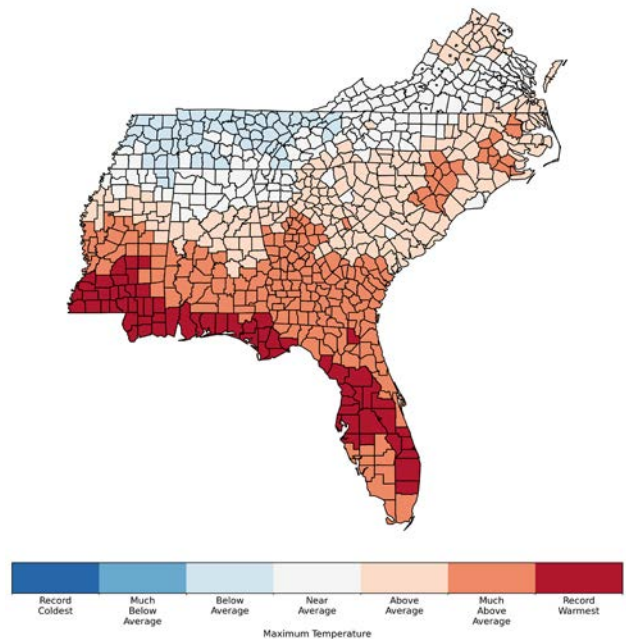 Record Coldest
Much Below Average
Below Average
Near Average
Above Average
Much Above Average
Record Warmest
Maximum Temperature